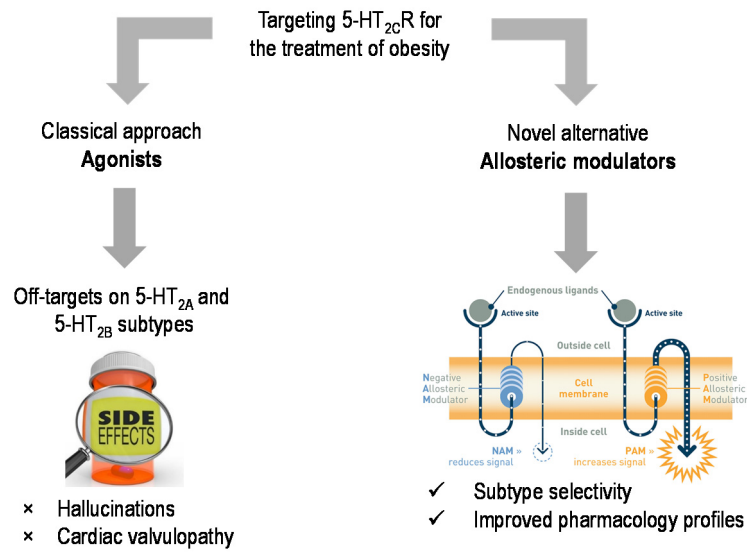 Targeting 5-HT2CR for
the treatment of obesity
Classical approach
Agonists
Novel alternative
Allosteric modulators
Off-targets on 5-HT2A and
5-HT2B subtypes
SIDE
EFFECTS
× Hallucinations
× Cardiac valvulopathy
Endogenous ligands
Active site
Active site
Outside cell
Negative
Allosteric
Modulator
Cell
membrane
Positive
Allosteric
Modulator
Inside cell
NAM »
reduces signal
PAM »
increases signal
✓ Subtype selectivity
✓ Improved pharmacology profiles